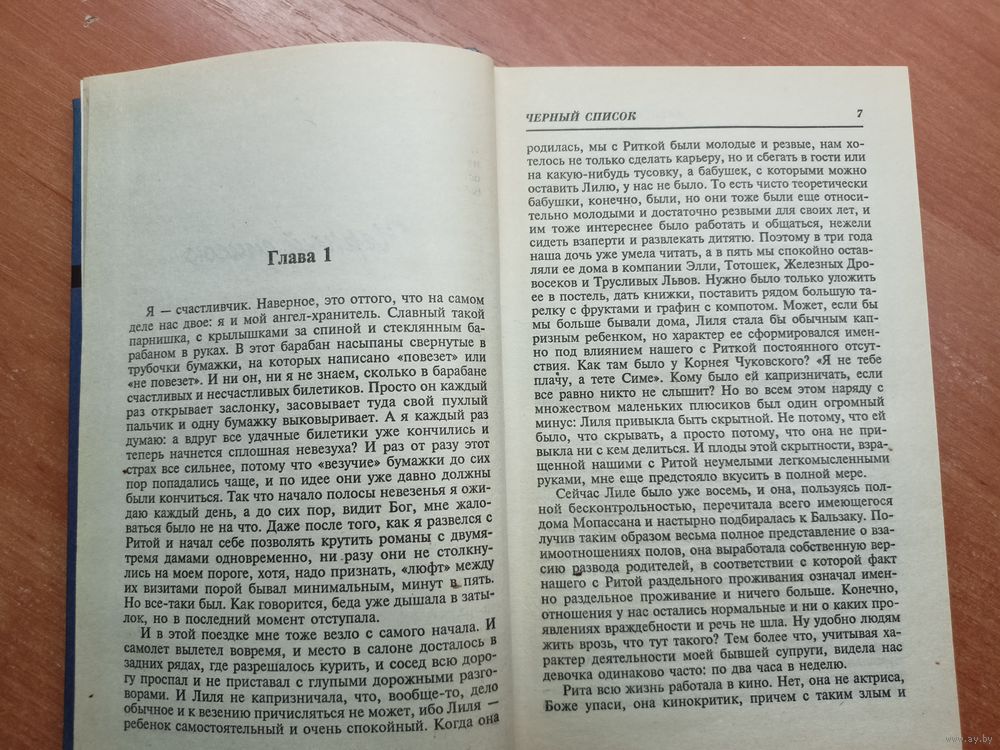 Глава 1
Я — счастливчик. Наверное, это оттого, что на самом
деле нас двое: я и мой ангел-хранитель. Славный такой
парнишка, с крылышками за спиной и стеклянным ба-
рабаном в руках. В этот барабан насыпаны свернутые в
трубочки бумажки, на которых написано «повезет» или
«не повезет». И ни он, ни я не знаем, сколько в барабане
счастливых и несчастливых билетиков. Просто он каждый
раз открывает заслонку, засовывает туда свой пухлый
пальчик и одну бумажку выковыривает. А я каждый раз
думаю: а вдруг все удачные билетики уже кончились и
теперь начнется сплошная невезуха? И раз от разу этот
страх все сильнее, потому что «везучие» бумажки до сих
пор попадались чаще, и по идее они уже давно должны
были кончиться. Так что начало полосы невезенья я ожи-
даю каждый день, а до сих пор, видит Бог, мне жало-
ваться было не на что. Даже после того, как я развелся с
Ритой и начал себе позволять крутить романы с двумя-
тремя дамами одновременно, ни разу они не столкну-
лись на моем пороге, хотя, надо признать, «люфт» между
их визитами порой бывал минимальным, минут в пять.
Но все-таки был. Как говорится, беда уже дышала в заты-
лок, но в последний момент отступала.
И в этой поездке мне тоже везло с самого начала. И
самолет вылетел вовремя, и место в салоне досталось в
задних рядах, где разрешалось курить, и сосед всю доро-
гу проспал и не приставал с глупыми дорожными разго-
ворами. И Лиля не капризничала, что, вообще-то, дело
обычное и к везению причисляться не может, ибо Лиля —
ребенок самостоятельный и очень спокойный. Когда она
ЧЕРНЫЙ СПИСОК 7
родилась, мы с Риткой были молодые и резвые, нам хо-
телось не только сделать карьеру, но и сбегать в гости или
на какую-нибудь тусовку, а бабушек, с которыми можно
оставить Лилю, у нас не было. То есть чисто теоретически
бабушки, конечно, были, но они тоже были еще относи-
тельно молодыми и достаточно резвыми для своих лет, и
им тоже интереснее было работать и общаться, нежели
сидеть взаперти и развлекать дитятю. Поэтому в три года
наша дочь уже умела читать, а в пять мы спокойно остав-
ляли ее дома в компании Элли, Тотошек, Железных Дро-
восеков и Трусливых Львов. Нужно было только уложить
ее в постель, дать книжки, поставить рядом большую та-
релку с фруктами и графин с компотом. Может, если бы
мы больше бывали дома, Лиля стала бы обычным кап-
ризным ребенком, но характер ее сформировался имен-
но под влиянием нашего с Риткой постоянного отсут-
ствия. Как там было у Корнея Чуковского? «Я не тебе
плачу, а тете Симе». Кому было ей капризничать, если
все равно никто не слышит? Но во всем этом наряду с
множеством маленьких плюсиков был один огромный
минус: Лиля привыкла быть скрытной. Не потому, что ей
было, что скрывать, а просто потому, что она не при-
выкла ни с кем делиться. И плоды этой скрытности, взра-
щенной нашими с Ритой неумелыми легкомысленными
руками, мне еще предстояло вкусить в полной мере.
Сейчас Лиле было уже восемь, и она, пользуясь пол-
ной бесконтрольностью, перечитала всего имеющегося
дома Мопассана и настырно подбиралась к Бальзаку. По-
лучив таким образом весьма полное представление о вза-
имоотношениях полов, она выработала собственную вер-
сию развода родителей, в соответствии с которой факт
нашего с Ритой раздельного проживания означал имен-
но раздельное проживание и ничего больше. Конечно,
отношения у нас остались нормальные и ни о каких про-
явлениях враждебности и речь не шла. Ну удобно людям
жить врозь, что тут такого? Тем более что, учитывая ха-
рактер деятельности моей бывшей супруги, видела нас
девочка одинаково часто: по два часа в неделю.
Рита всю жизнь работала в кино. Нет, она не актриса,
Боже упаси, она кинокритик, причем с таким злым и
www.ay.by